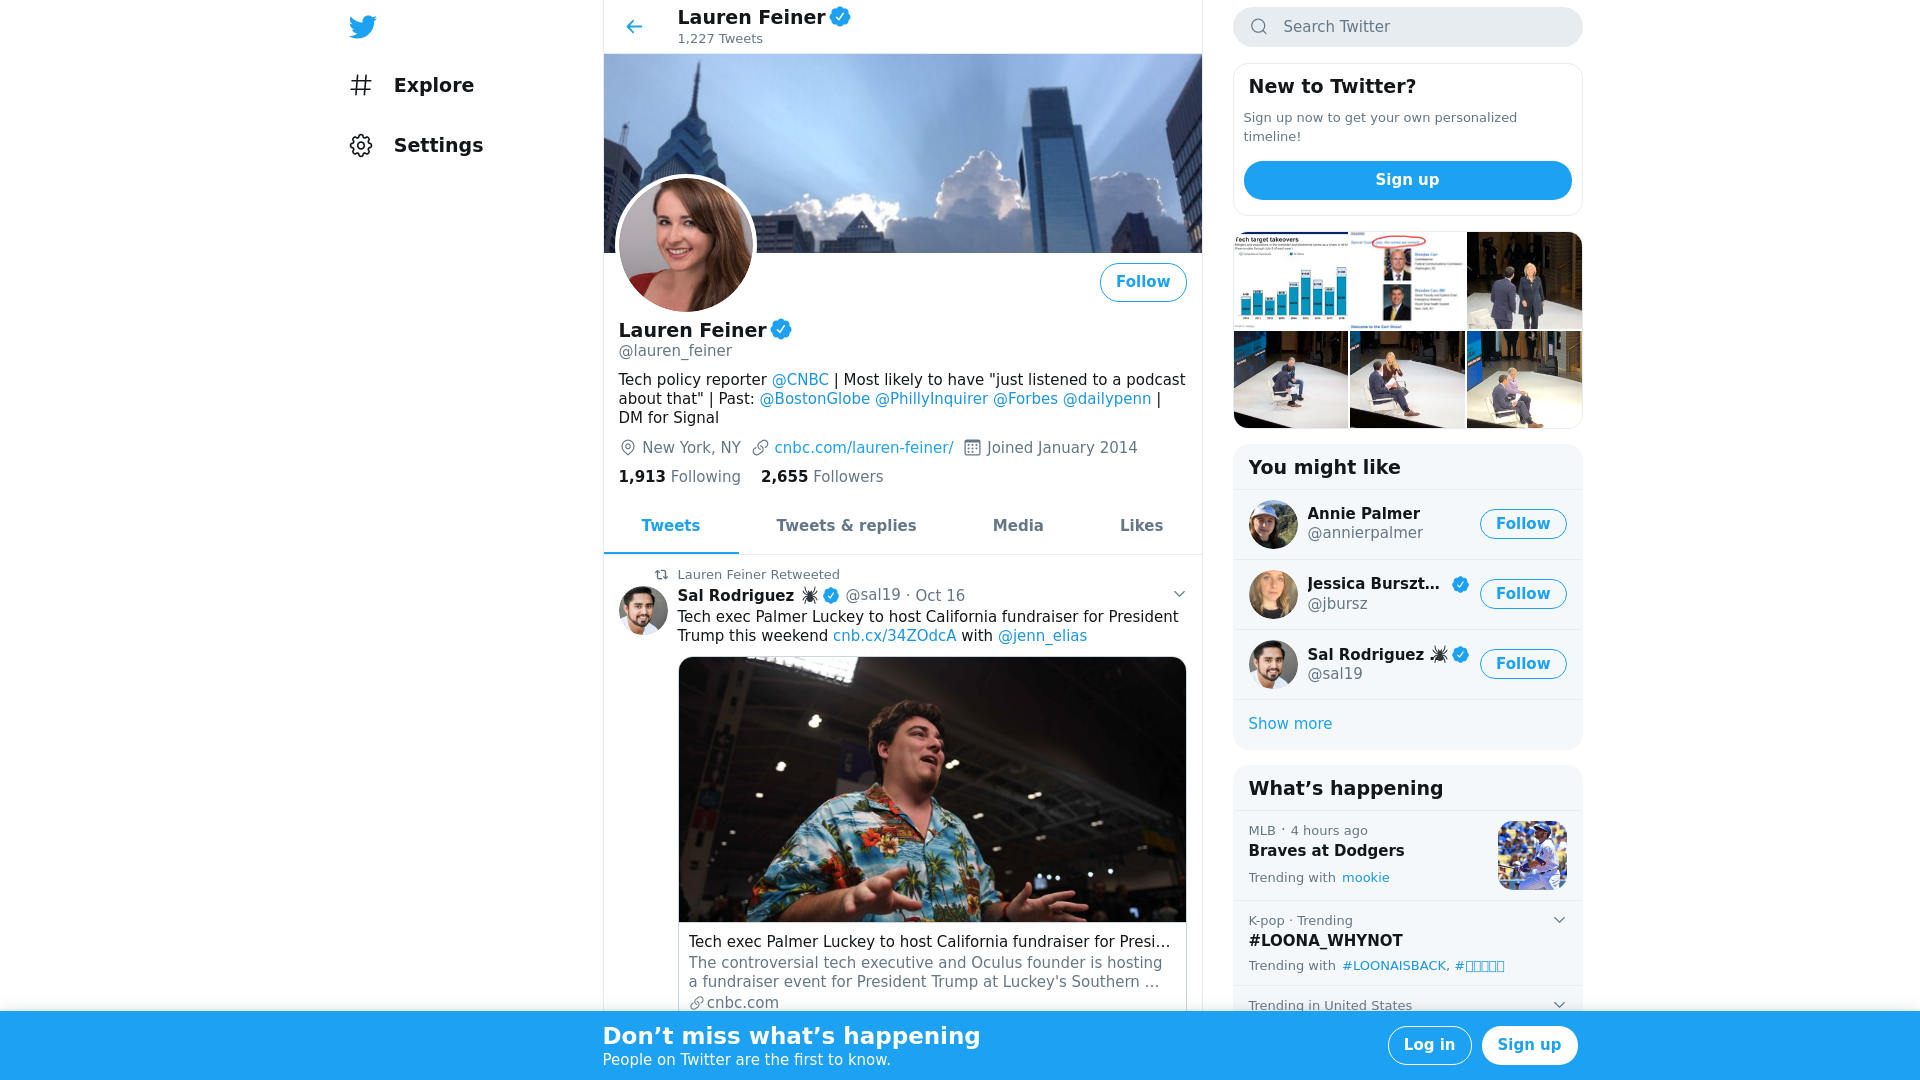 Explore
Settings
Lauren Feiner
1,227 Tweets
Follow
Lauren Feiner
@lauren_feiner
Tech policy reporter @CNBC | Most likely to have "just listened to a podcast
about that" | Past: @BostonGlobe @PhillyInquirer @Forbes @dailypenn |
DM for Signal
New York, NY cnbc.com/lauren-feiner/ Joined January 2014
1,913 Following 2,655 Followers
Tweets Tweets & replies Media Likes
Lauren Feiner Retweeted
Sal Rodriguez @sal19 · Oct 16
Tech exec Palmer Luckey to host California fundraiser for President
Trump this weekend cnb.cx/34ZOdcA with @jenn_elias
Tech exec Palmer Luckey to host California fundraiser for Presi…
The controversial tech executive and Oculus founder is hosting
a fundraiser event for President Trump at Luckey's Southern …
cnbc.com
Search Twitter
New to Twitter?
Sign up now to get your own personalized
timeline!
Sign up
Tech target takeovers
You might like
Annie Palmer
@annierpalmer
Follow
Jessica Burszt…
@jbursz
Follow
Sal Rodriguez
@sal19
Follow
Show more
What’s happening
MLB · 4 hours ago
Braves at Dodgers
Trending with mookie
K-pop · Trending
#LOONA_WHYNOT
Trending with #LOONAISBACK, #
Trending in United States
Don’t miss what’s happening
People on Twitter are the first to know.
Log in
Sign up